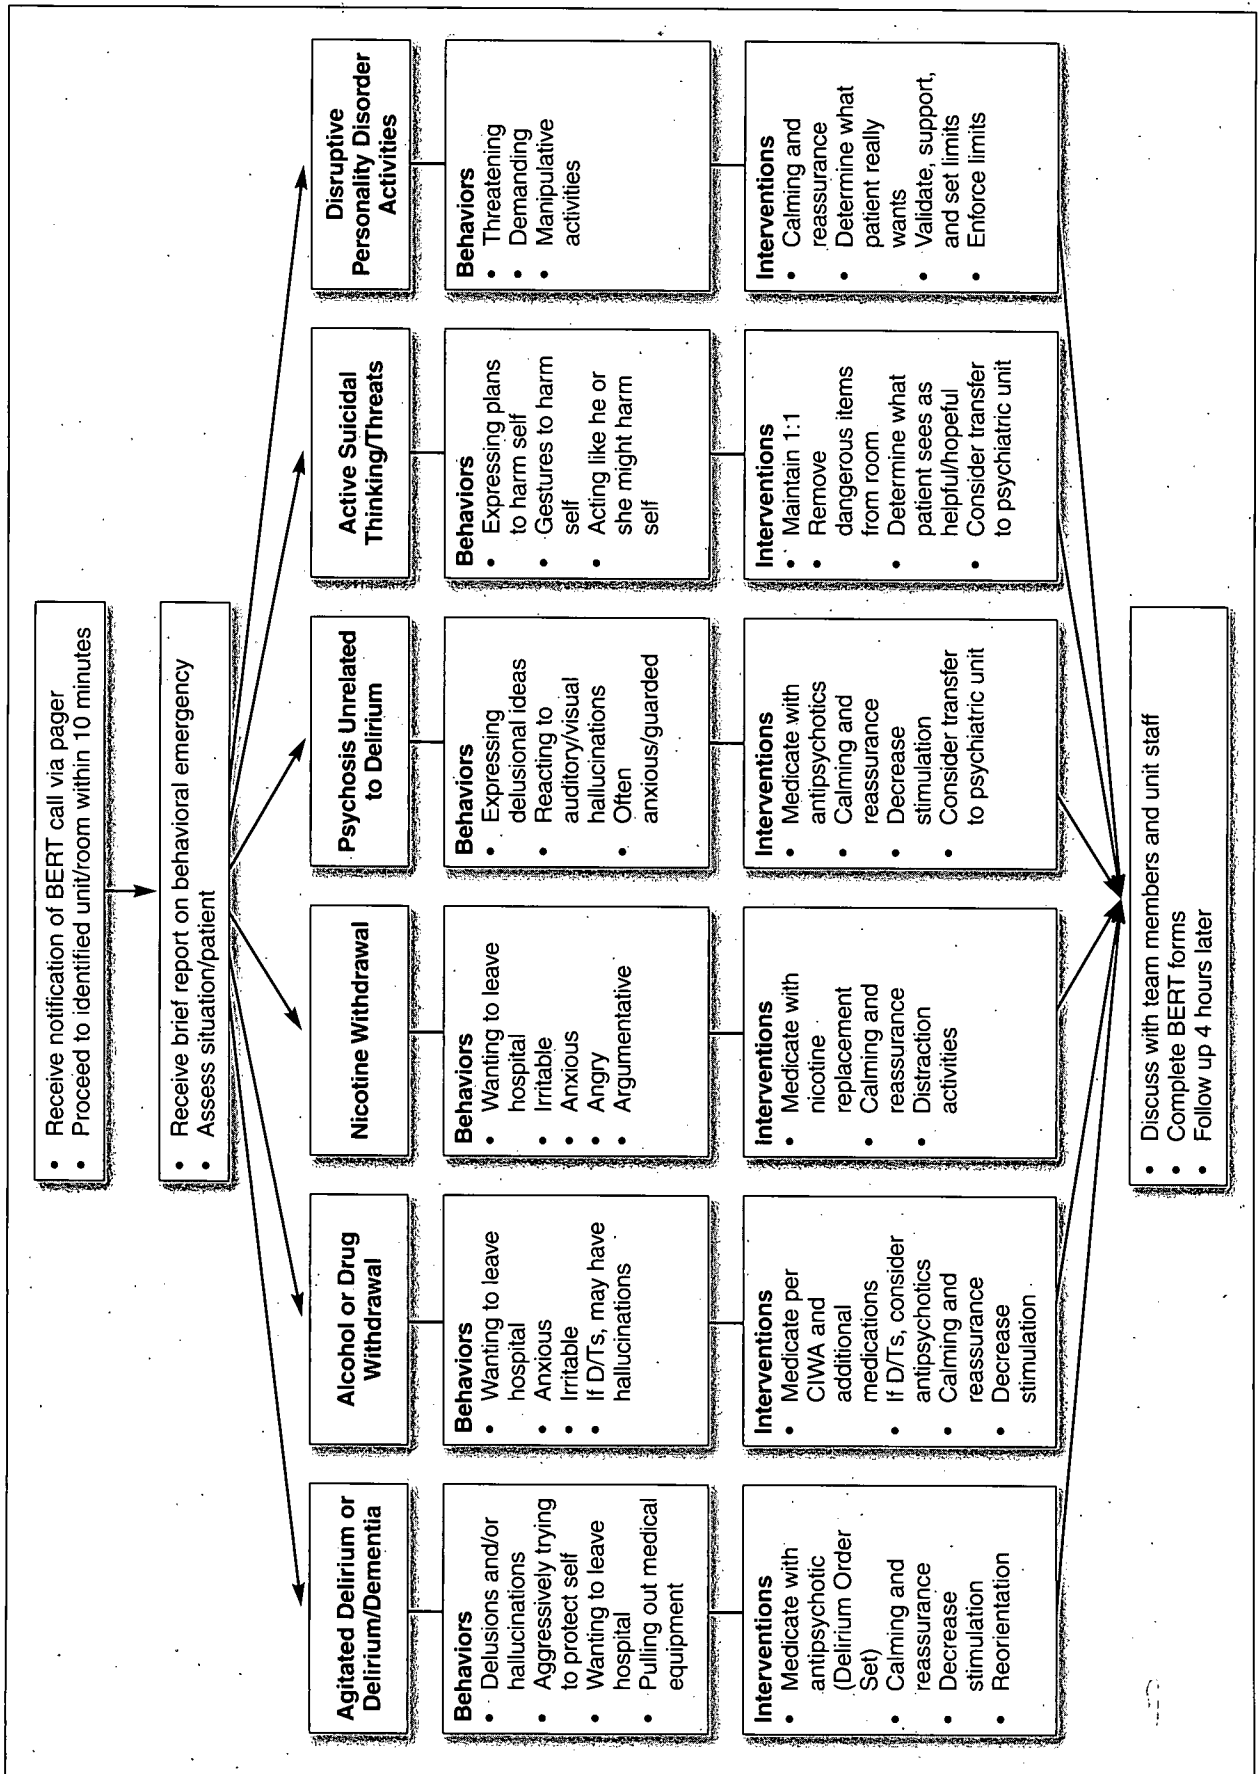 • Receive notification of BERT call via pager
• Proceed to identified unit/room within 10 minutes
• Receive brief report on behavioral emergency
• Assess situation/patient
Agitated Delirium or
Delirium/Dementia
Behaviors
• Delusions and/or
hallucinations
• Aggressively trying
to protect self
• Wanting to leave
hospital
• Pulling out medical
equipment
Interventions
• Medicate with
antipsychotic
(Delirium Order
Set)
• Calming and
reassurance
• Decrease
stimulation
• Reorientation
Alcohol or Drug
Withdrawal
Behaviors
• Wanting to leave
hospital
• Anxious
• Irritable
• If D/Ts, may have
hallucinations
Interventions
• Medicate per
CIWA and
additional
medications
• If D/Ts, consider
antipsychotics
• Calming and
reassurance
• Decrease
stimulation
Nicotine Withdrawal
Behaviors
• Wanting to leave
hospital
• Irritable
• Anxious
• Angry
• Argumentative
Interventions
• Medicate with
nicotine
replacement
• Calming and
reassurance
• Distraction
activities
Psychosis Unrelated
to Delirium
Behaviors
• Expressing
delusional ideas
• Reacting to
auditory/visual
hallucinations
• Often
anxious/guarded
Interventions
• Medicate with
antipsychotics
• Calming and
reassurance
• Decrease
stimulation
• Consider transfer
to psychiatric unit
Active Suicidal
Thinking/Threats
Behaviors
• Expressing plans
to harm self
• Gestures to harm
self
• Acting like he or
she might harm
self
Interventions
• Maintain 1:1
• Remove
dangerous items
from room
• Determine what
patient sees as
helpful/hopeful
• Consider transfer
to psychiatric unit
Disruptive
Personality Disorder
Activities
Behaviors
• Threatening
• Demanding
• Manipulative
activities
Interventions
• Calming and
reassurance
• Determine what
patient really
wants
• Validate, support,
and set limits
• Enforce limits
• Discuss with team members and unit staff
• Complete BERT forms
• Follow up 4 hours later